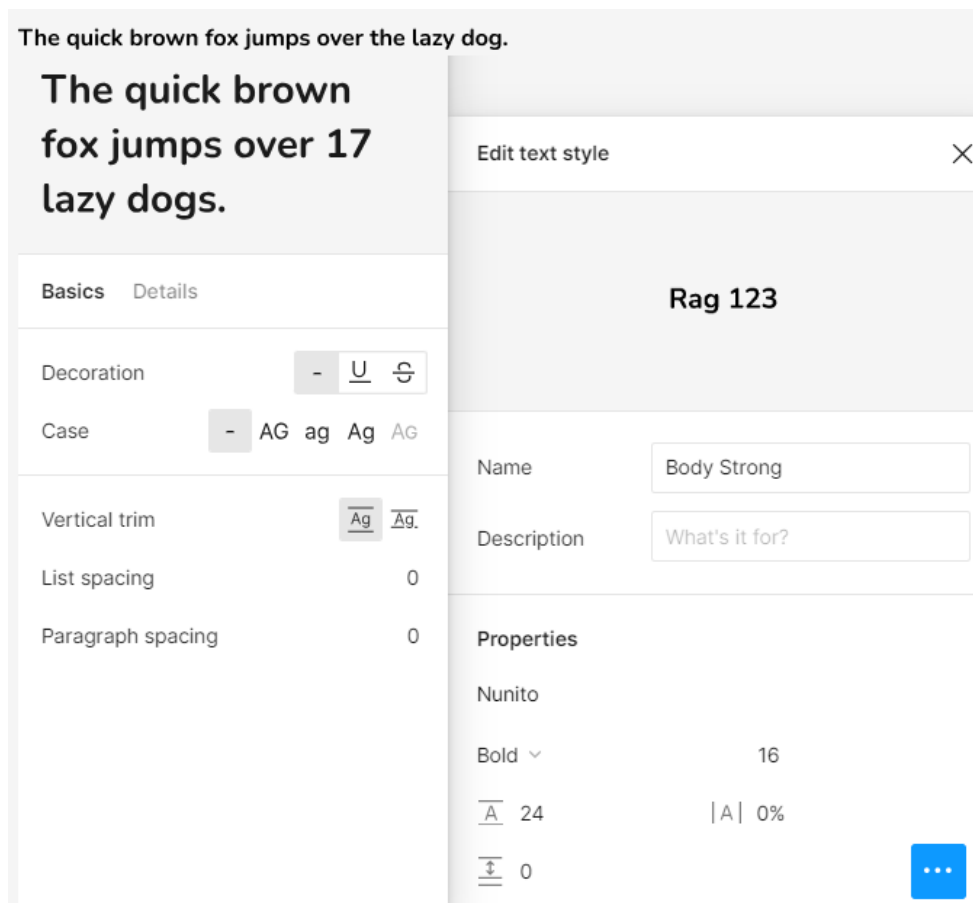 The quick brown fox jumps over the lazy dog.
The quick brown
fox jumps over 17
lazy dogs.
Basics Details
Decoration - U S
Case - AG ag Ag AG
Vertical trim Ag Ag
List spacing 0
Paragraph spacing 0
Edit text style
Rag 123
Name Body Strong
Description What's it for?
Properties
Nunito
Bold 16
A 24 |A| 0%
0